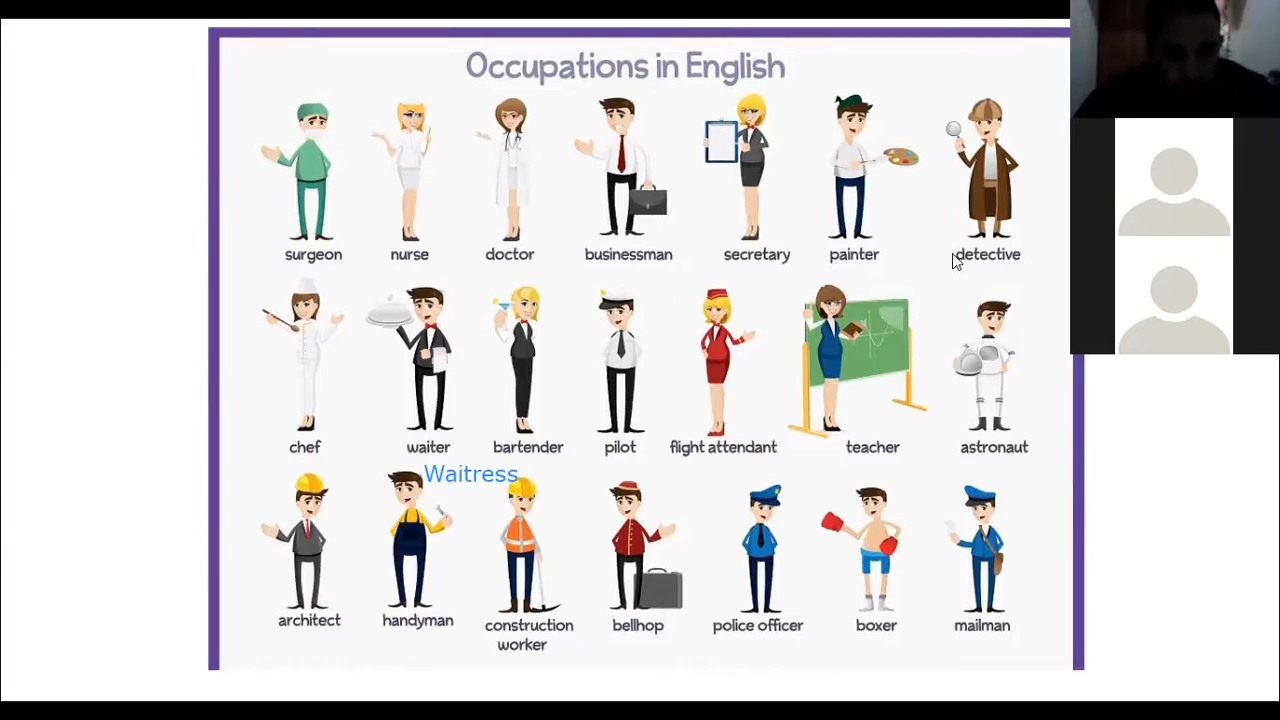 Occupations in English
surgeon nurse doctor businessman secretary painter detective
chef waiter bartender pilot flight attendant teacher astronaut
Waitress
architect handyman construction worker bellhop police officer boxer mailman